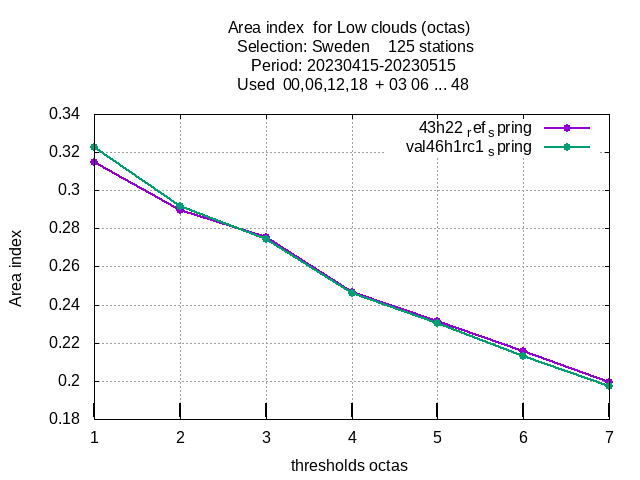 Area index  for Low clouds (octas)
Selection: Sweden    125 stations
Period: 20230415-20230515
Used  00,06,12,18  + 03 06 ... 48
43h22 ref spring
val46h1rc1 spring
0.34
0.32
0.3
0.28
0.26
0.24
0.22
0.2
0.18
Area index
1 2 3 4 5 6 7
thresholds octas